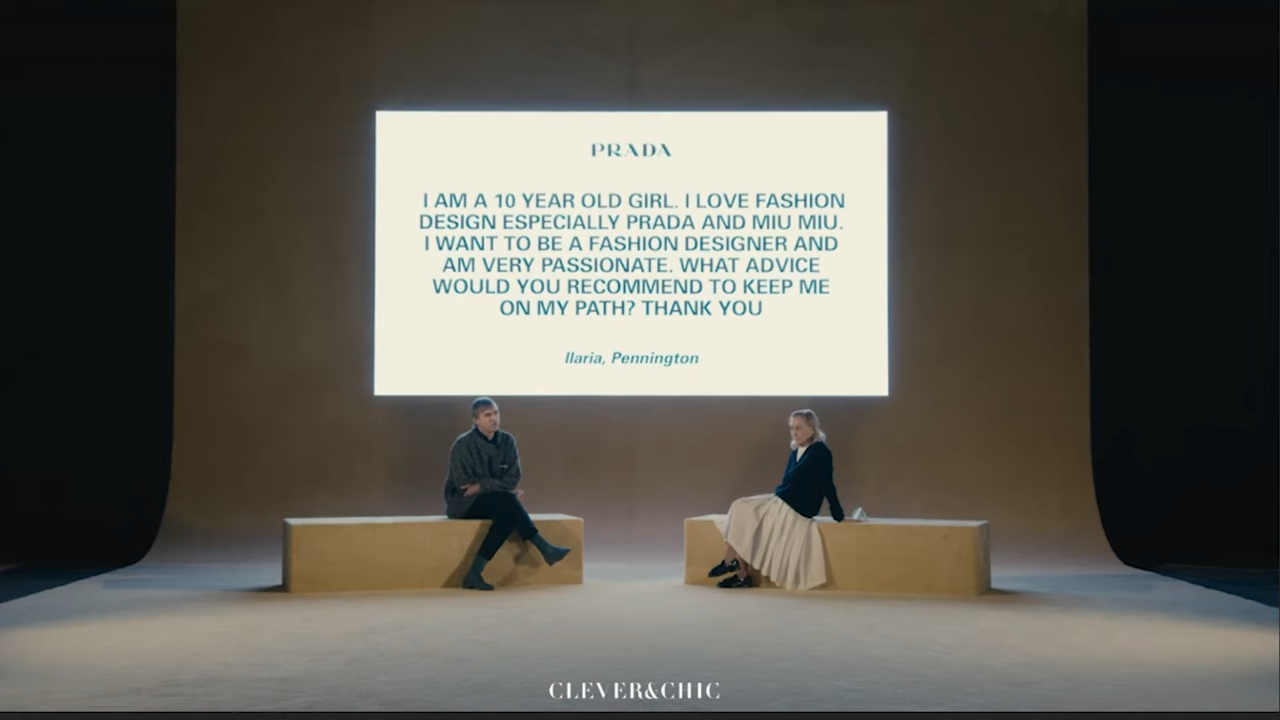 PRADA
I AM A 10 YEAR OLD GIRL. I LOVE FASHION
DESIGN ESPECIALLY PRADA AND MIU MIU.
I WANT TO BE A FASHION DESIGNER AND
AM VERY PASSIONATE. WHAT ADVICE
WOULD YOU RECOMMEND TO KEEP ME
ON MY PATH? THANK YOU
Ilaria, Pennington
CLEVER&CHIC